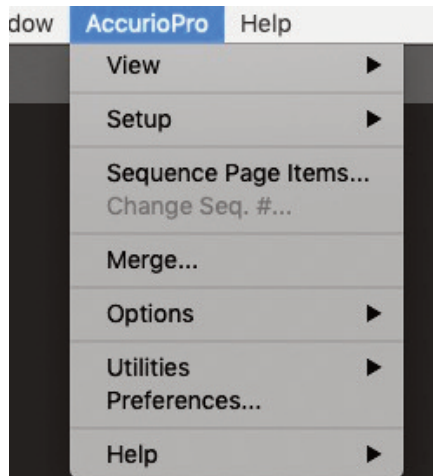 dow AccurioPro Help
View
Setup
Sequence Page Items...
Change Seq. #...
Merge...
Options
Utilities
Preferences...
Help